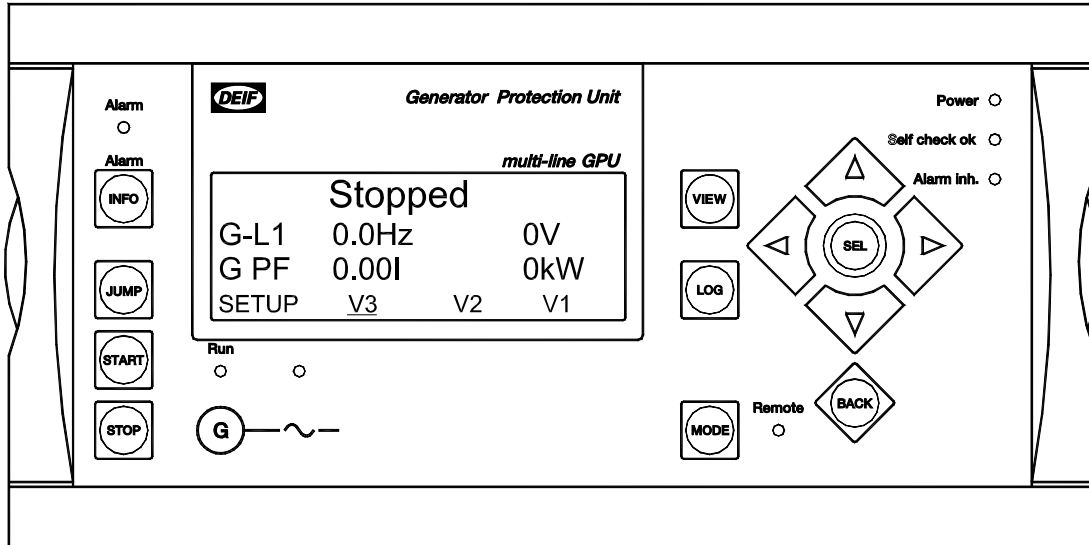 DEIF
Generator Protection Unit
multi-line GPU
Stopped
G-L1 0.0Hz 0V
G PF 0.00I 0kW
SETUP V3 V2 V1
Alarm
Alarm
INFO
JUMP
START
STOP
Run
G
VIEW
LOG
MODE
Remote
Power
Self check ok
Alarm inh.
SEL
BACK